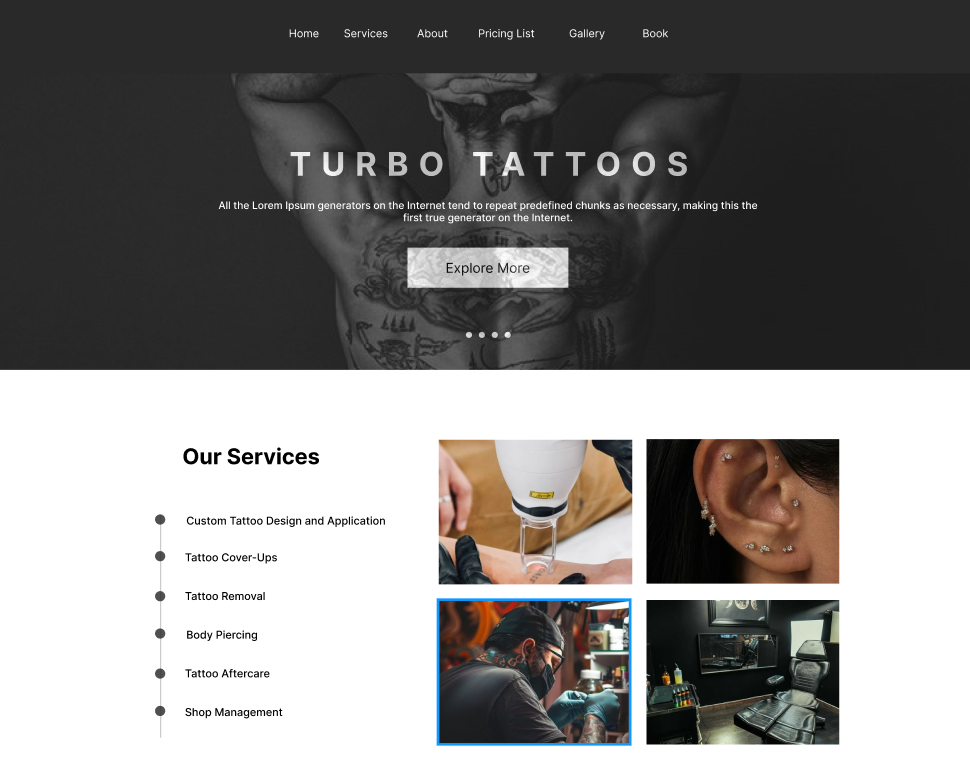 Home Services About Pricing List Gallery Book
TURBO TATTOOS
All the Lorem Ipsum generators on the Internet tend to repeat predefined chunks as necessary, making this the
first true generator on the Internet.
Explore More
Our Services
Custom Tattoo Design and Application
Tattoo Cover-Ups
Tattoo Removal
Body Piercing
Tattoo Aftercare
Shop Management